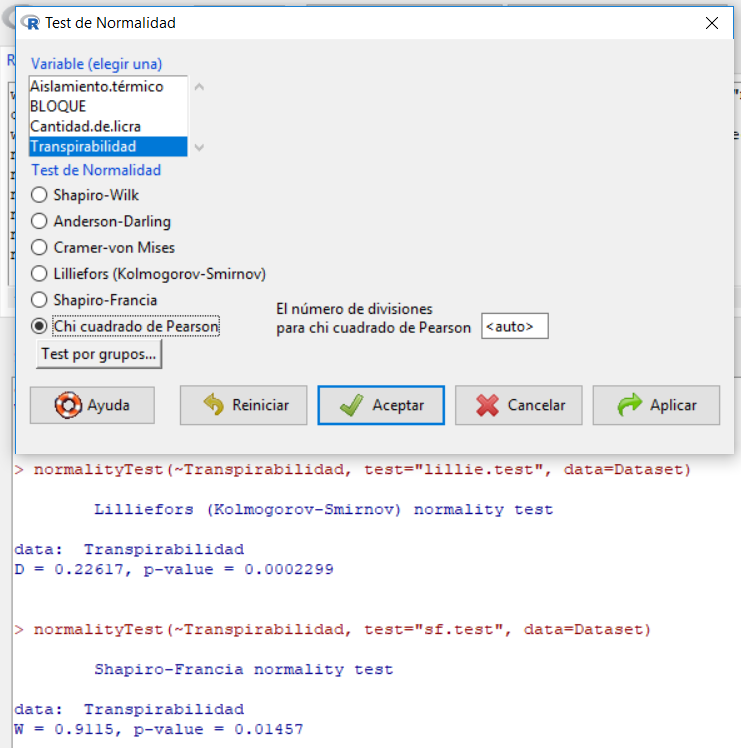 Test de Normalidad
Variable (elegir una)
Aislamiento.térmico
BLOQUE
Cantidad.de.licra
Transpirabilidad
Test de Normalidad
Shapiro-Wilk
Anderson-Darling
Cramer-von Mises
Lilliefors (Kolmogorov-Smirnov)
Shapiro-Francia
Chi cuadrado de Pearson
El número de divisiones
para chi cuadrado de Pearson <auto>
Test por grupos...
Ayuda Reiniciar Aceptar Cancelar Aplicar
> normalityTest(~Transpirabilidad, test="lillie.test", data=Dataset)
Lilliefors (Kolmogorov-Smirnov) normality test
data: Transpirabilidad
D = 0.22617, p-value = 0.0002299
> normalityTest(~Transpirabilidad, test="sf.test", data=Dataset)
Shapiro-Francia normality test
data: Transpirabilidad
W = 0.9115, p-value = 0.01457